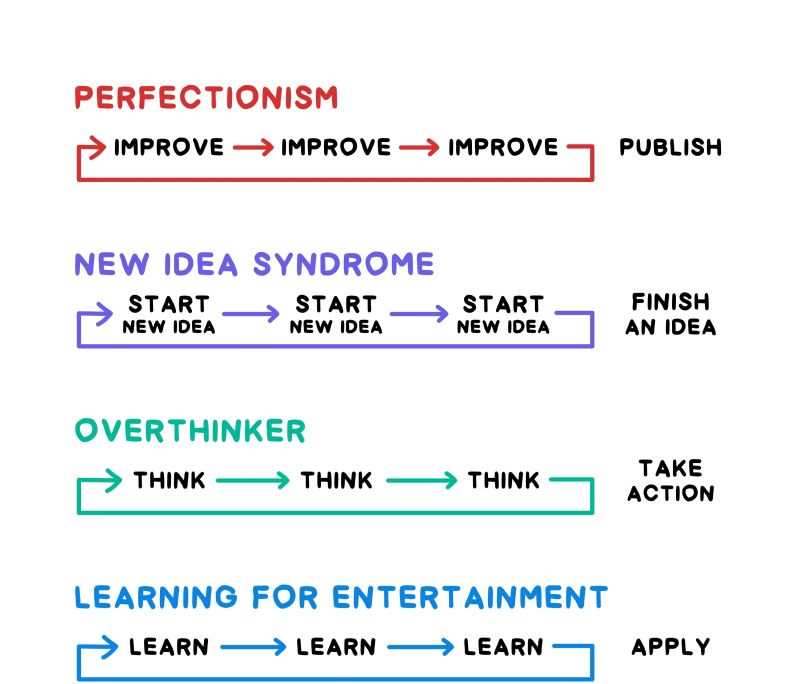 PERFECTIONISM
IMPROVE IMPROVE IMPROVE PUBLISH
NEW IDEA SYNDROME
START START START FINISH
NEW IDEA NEW IDEA NEW IDEA AN IDEA
OVERTHINKER
THINK THINK THINK TAKE
ACTION
LEARNING FOR ENTERTAINMENT
LEARN LEARN LEARN APPLY